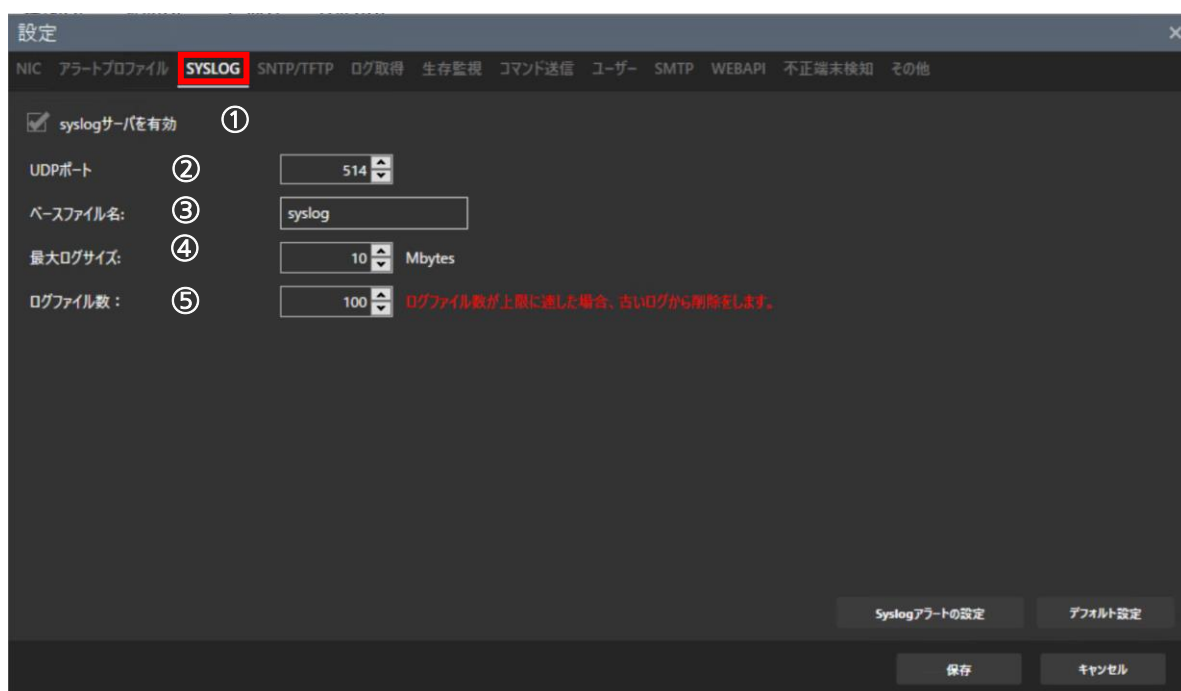 設定
NIC アラートプロファイル SYSLOG SNTP/TFTP ログ取得 生存監視 コマンド送信 ユーザー SMTP WEBAPI 不正端末検知 その他
syslogサーバを有効 ①
UDPポート ② 514
ベースファイル名: ③ syslog
最大ログサイズ: ④ 10 Mbytes
ログファイル数： ⑤ 100 ログファイル数が上限に達した場合、古いログから削除をします。
Syslogアラートの設定 デフォルト設定
保存 キャンセル